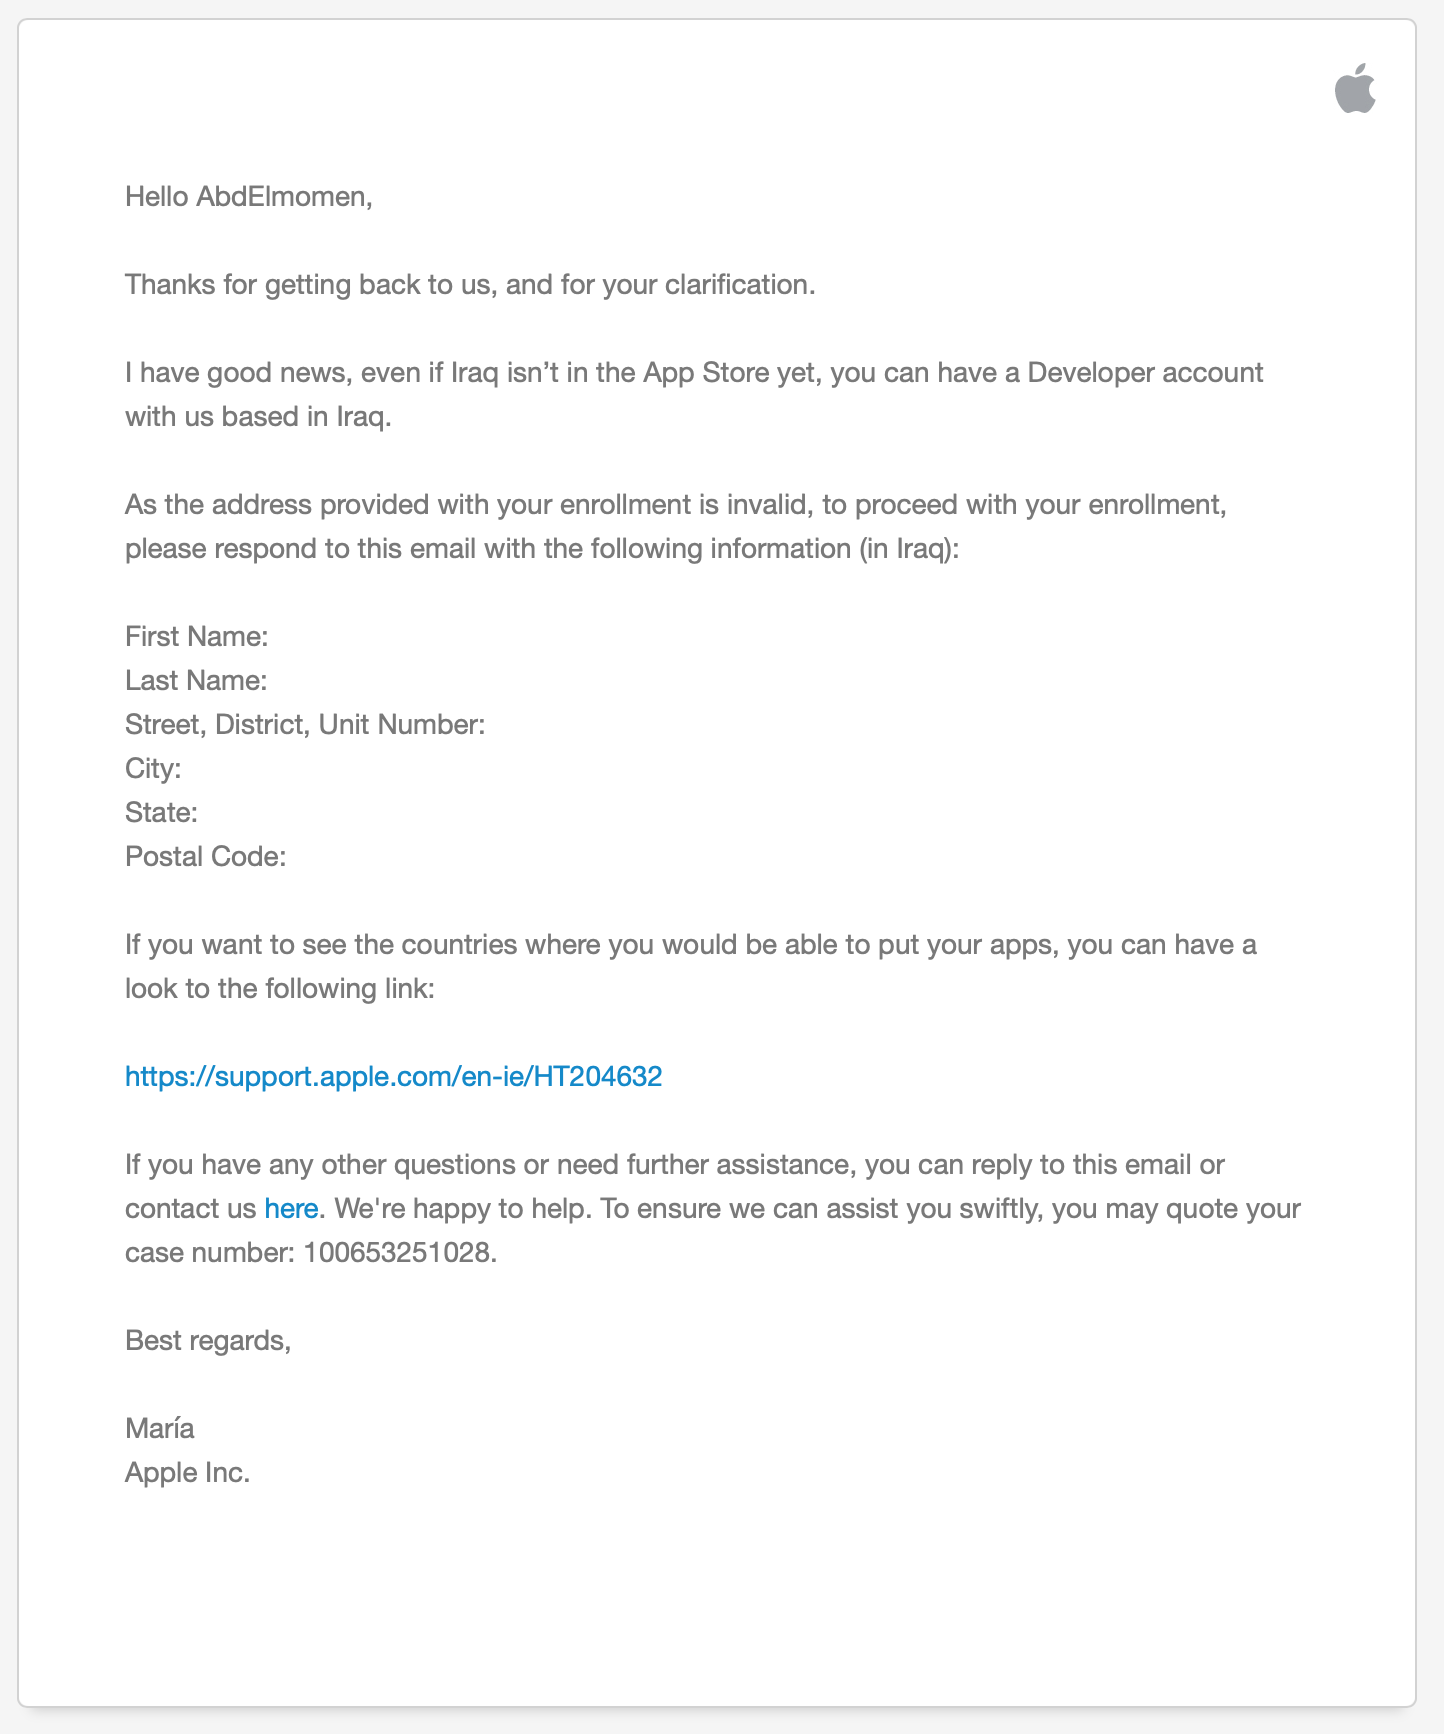 Hello AbdElmomen,
Thanks for getting back to us, and for your clarification.
I have good news, even if Iraq isn’t in the App Store yet, you can have a Developer account
with us based in Iraq.
As the address provided with your enrollment is invalid, to proceed with your enrollment,
please respond to this email with the following information (in Iraq):
First Name:
Last Name:
Street, District, Unit Number:
City:
State:
Postal Code:
If you want to see the countries where you would be able to put your apps, you can have a
look to the following link:
https://support.apple.com/en-ie/HT204632
If you have any other questions or need further assistance, you can reply to this email or
contact us here. We're happy to help. To ensure we can assist you swiftly, you may quote your
case number: 100653251028.
Best regards,
María
Apple Inc.